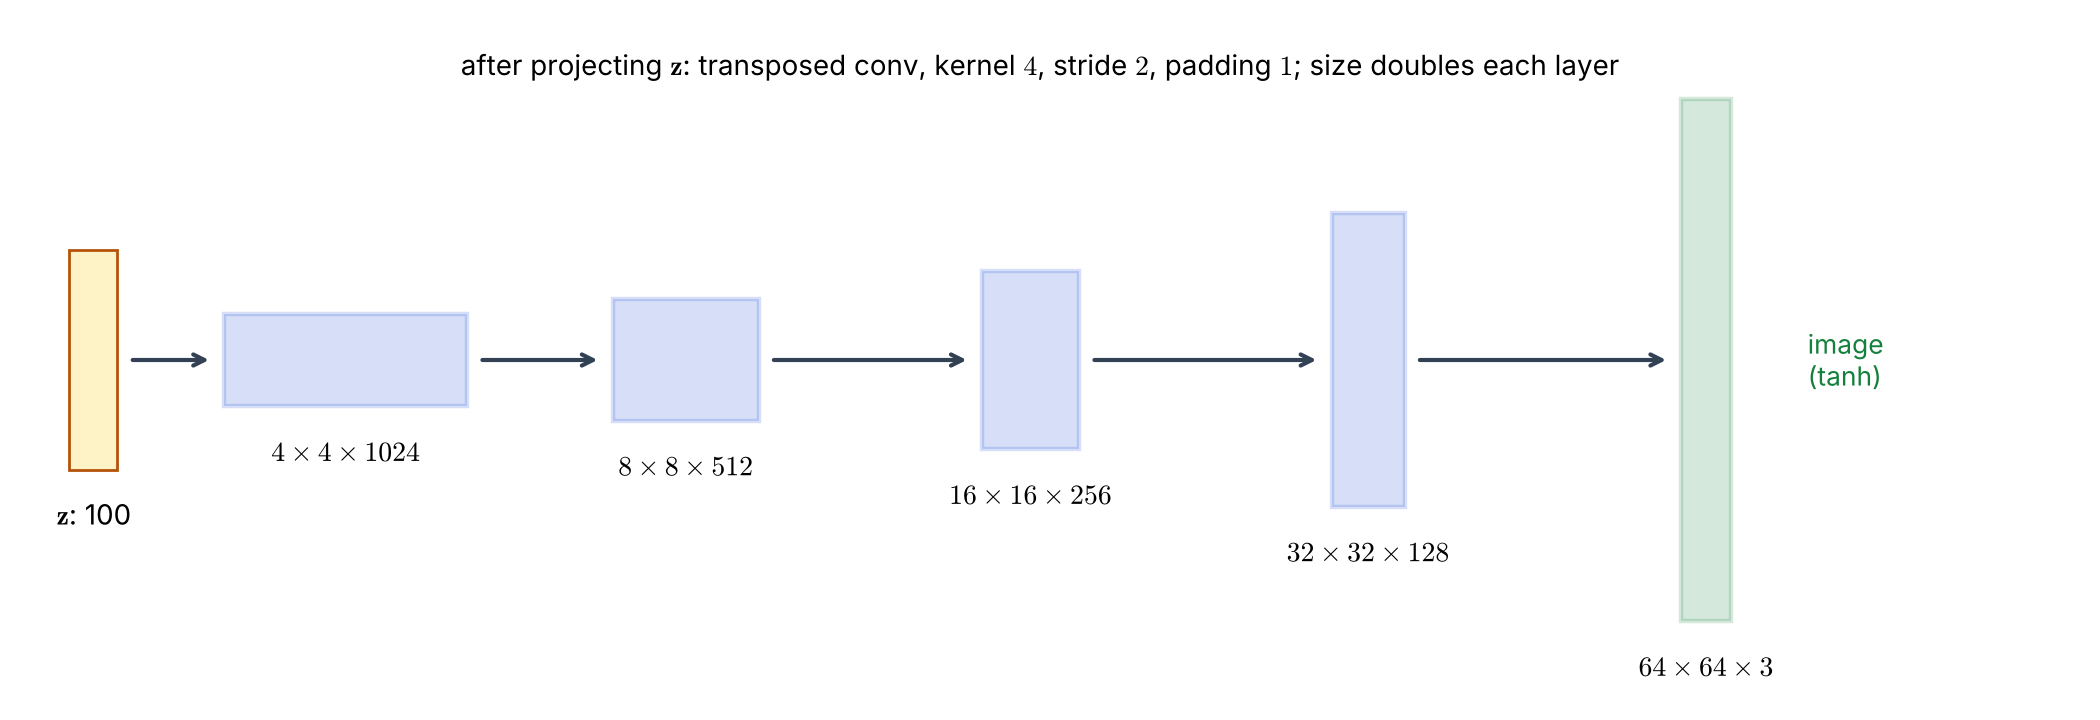 after projecting z: transposed conv, kernel 4, stride 2, padding 1; size doubles each layer
z: 100
4 × 4 × 1024
8 × 8 × 512
16 × 16 × 256
32 × 32 × 128
64 × 64 × 3
image
(tanh)